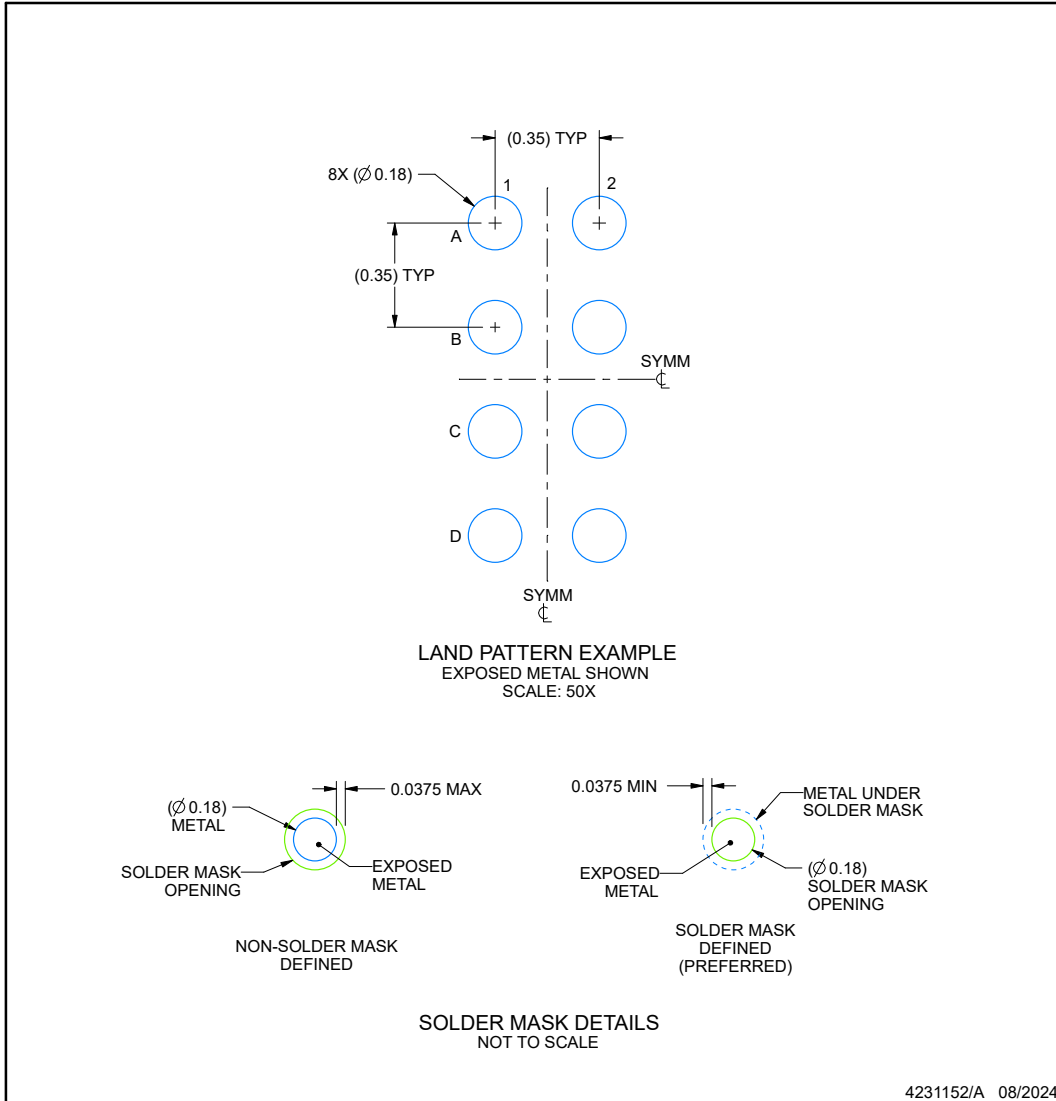 (0.35) TYP
8X (∅ 0.18)
1
2
A
(0.35) TYP
B
SYMM
℄
C
D
SYMM
℄
LAND PATTERN EXAMPLE
EXPOSED METAL SHOWN
SCALE: 50X
0.0375 MAX
(∅ 0.18)
METAL
SOLDER MASK
OPENING
EXPOSED
METAL
NON-SOLDER MASK
DEFINED
0.0375 MIN
METAL UNDER
SOLDER MASK
EXPOSED
METAL
(∅ 0.18)
SOLDER MASK
OPENING
SOLDER MASK
DEFINED
(PREFERRED)
SOLDER MASK DETAILS
NOT TO SCALE
4231152/A 08/2024